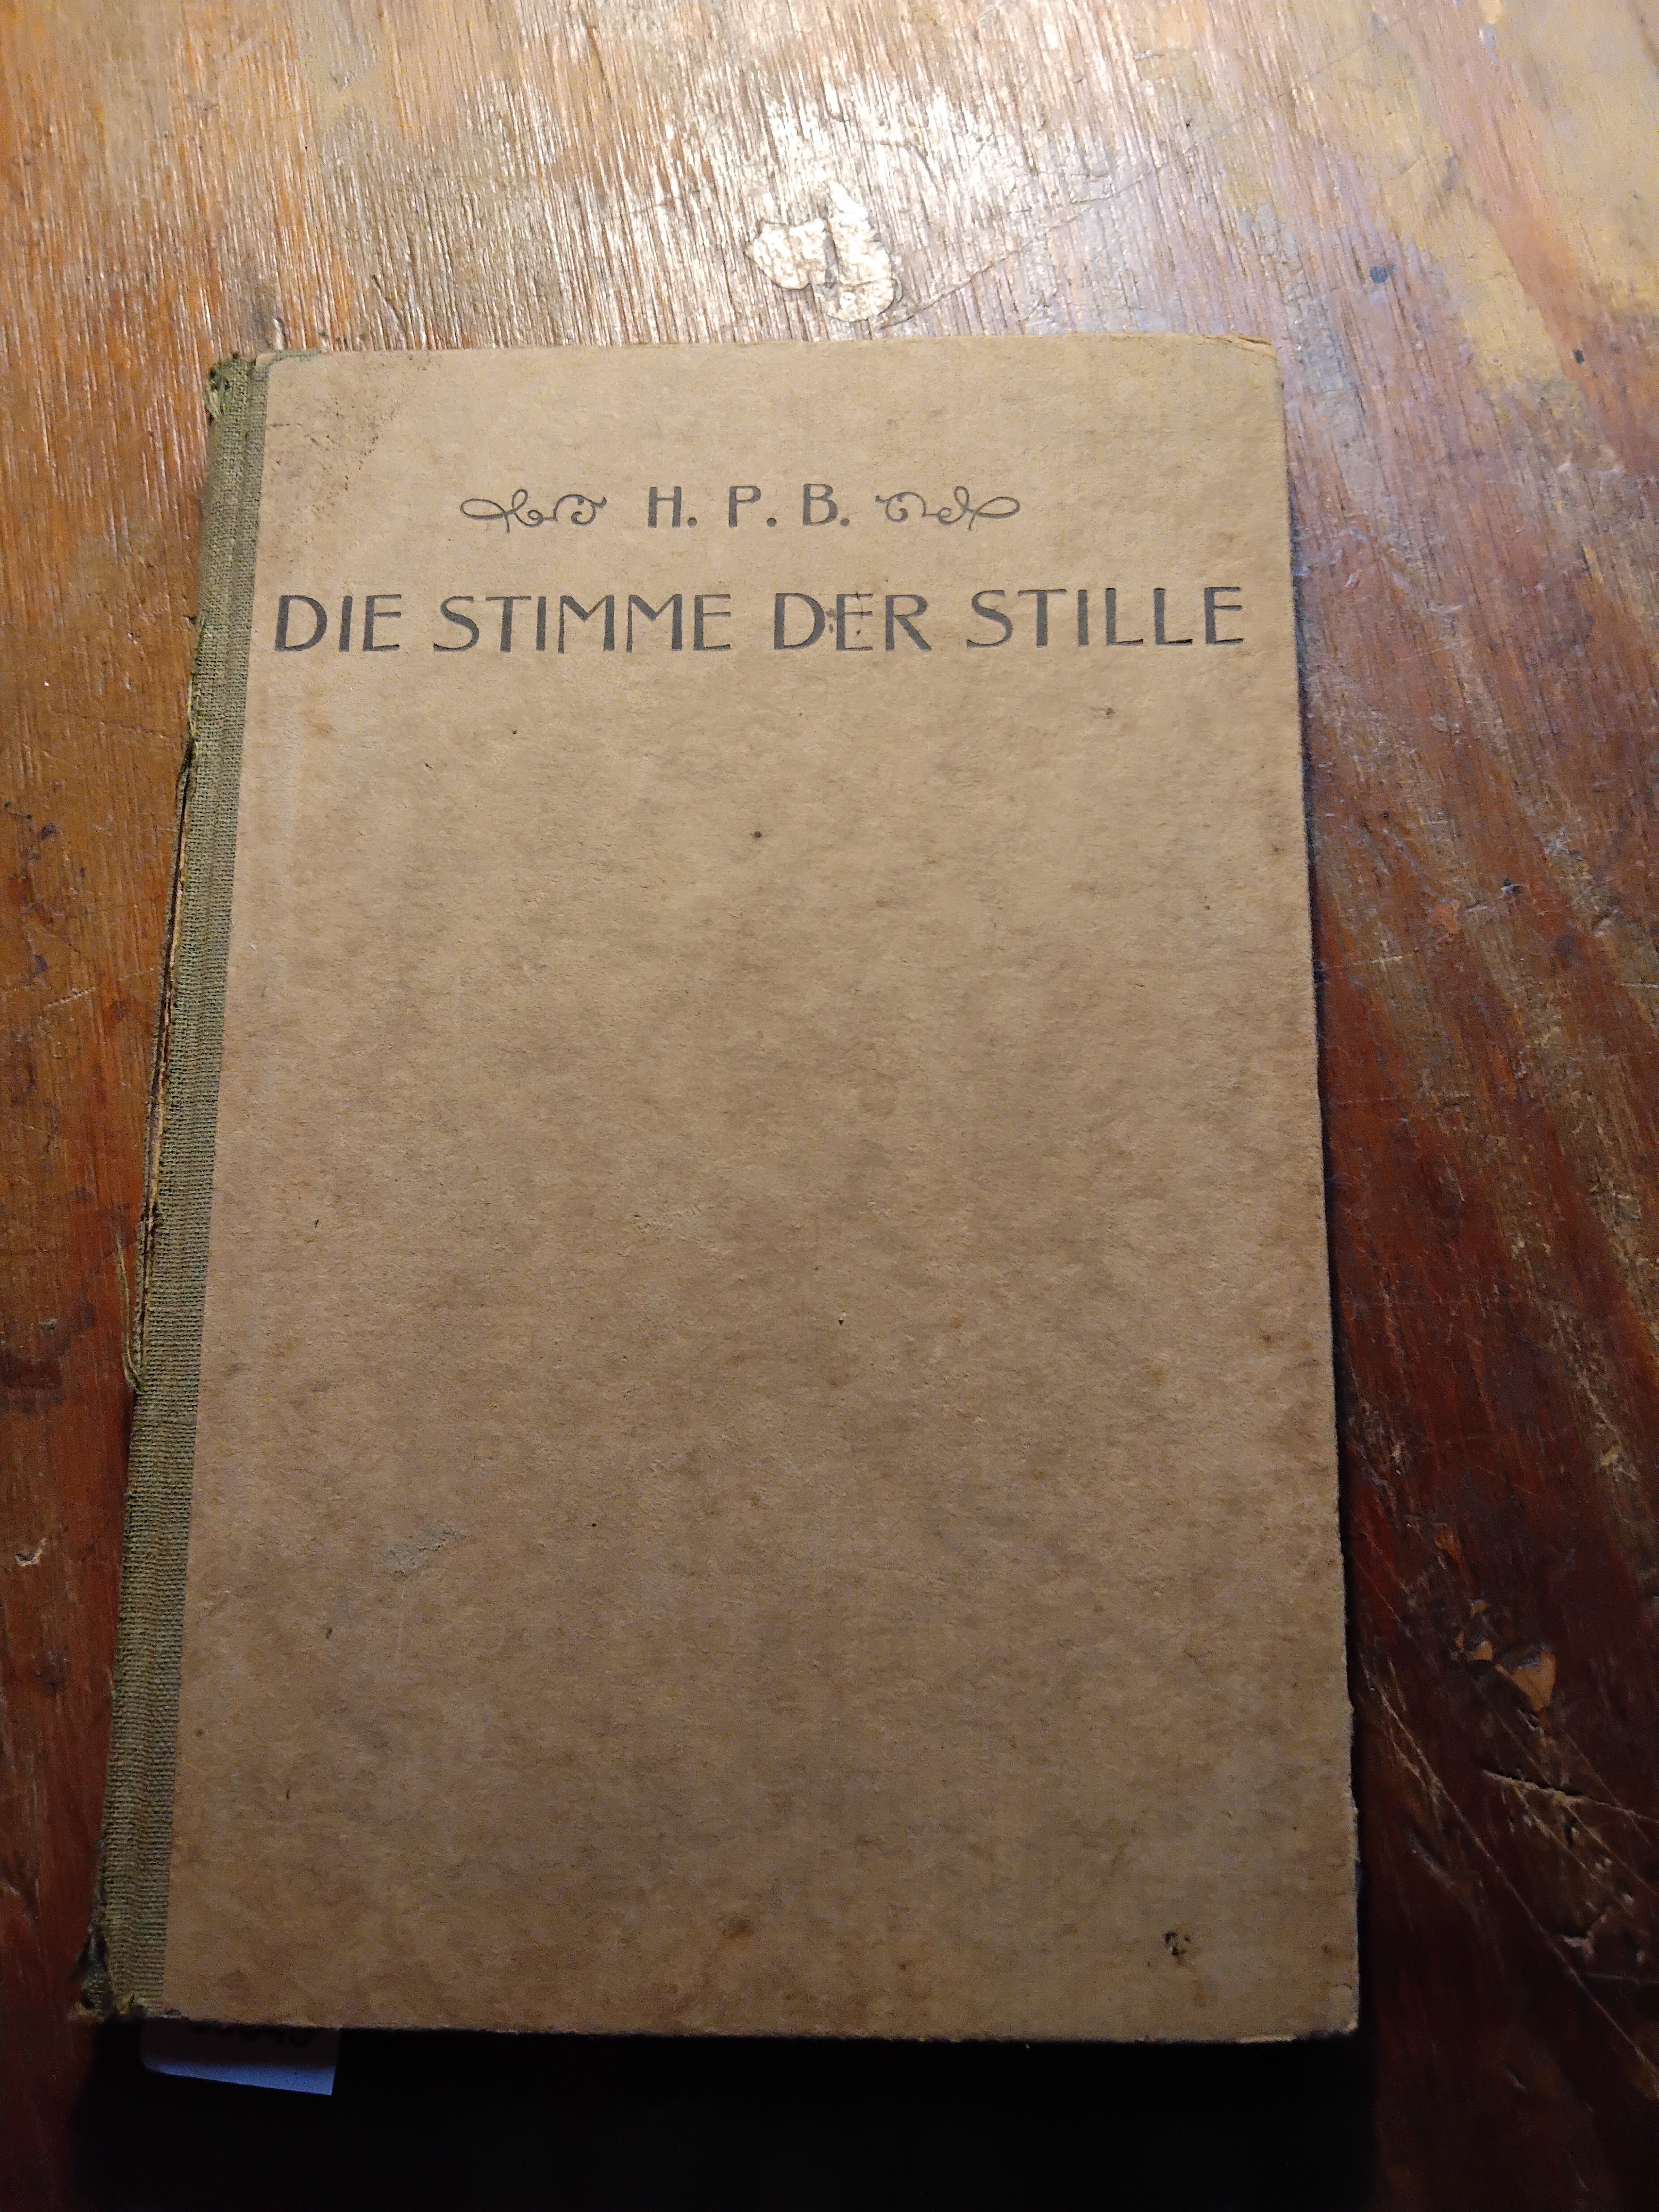 H. P. B.
DIE STIMME DER STILLE